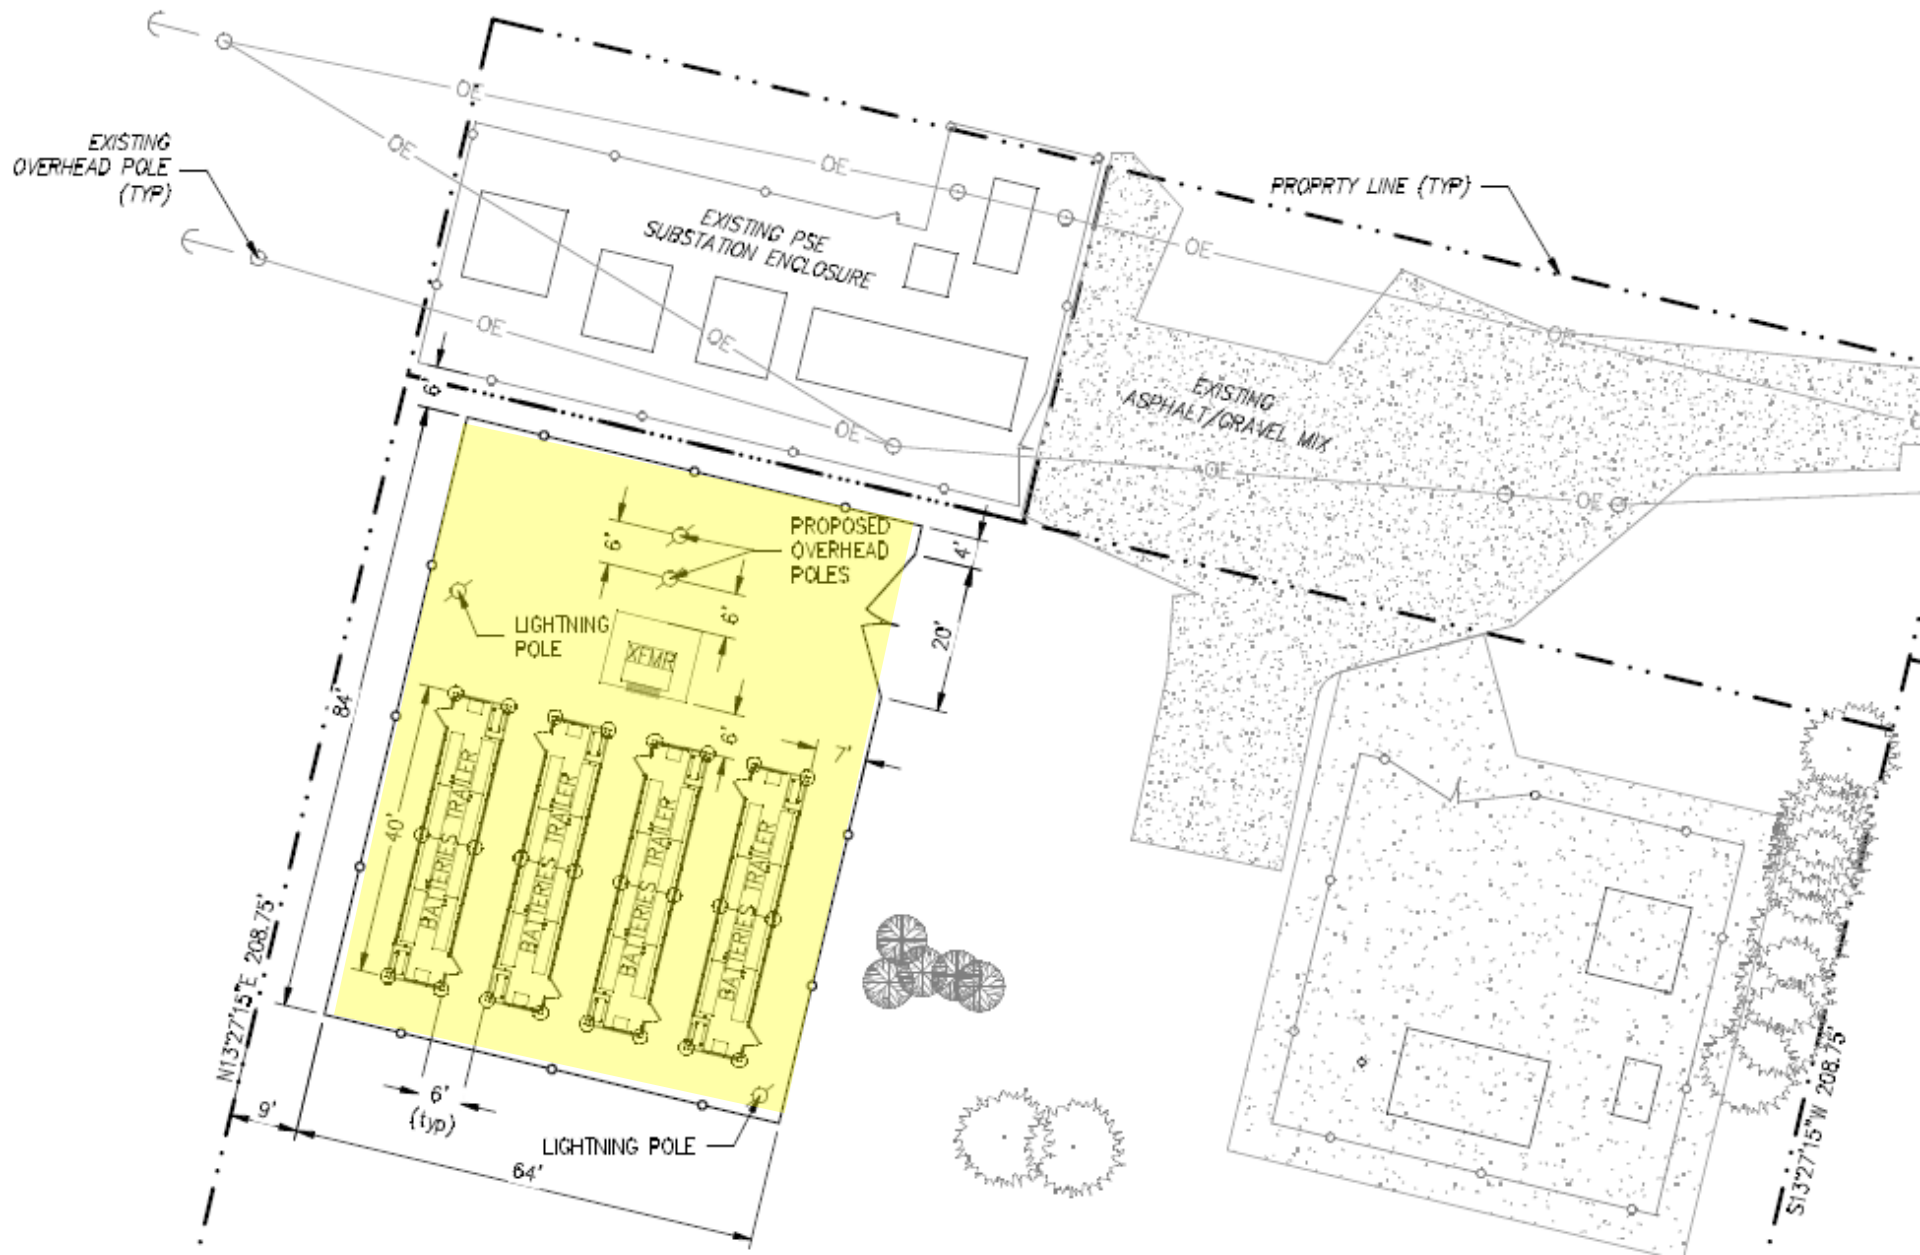 EXISTING
OVERHEAD POLE
(TYP)
OE
OE
OE
EXISTING PSE
SUBSTATION ENCLOSURE
PROPRTY LINE (TYP)
OE
OE
OE
OE
OE
OE
OE
EXISTING
ASPHALT/GRAVEL MIX
6'
PROPOSED
OVERHEAD
POLES
6'
4'
6'
20'
LIGHTNING
POLE
XFMR
84'
6'
7'
40'
BATTERIES TRAILER
BATTERIES TRAILER
BATTERIES TRAILER
BATTERIES TRAILER
N13°27'15"E 208.75'
S13°27'15"W 208.75'
9'
6'
(typ)
LIGHTNING POLE
64'